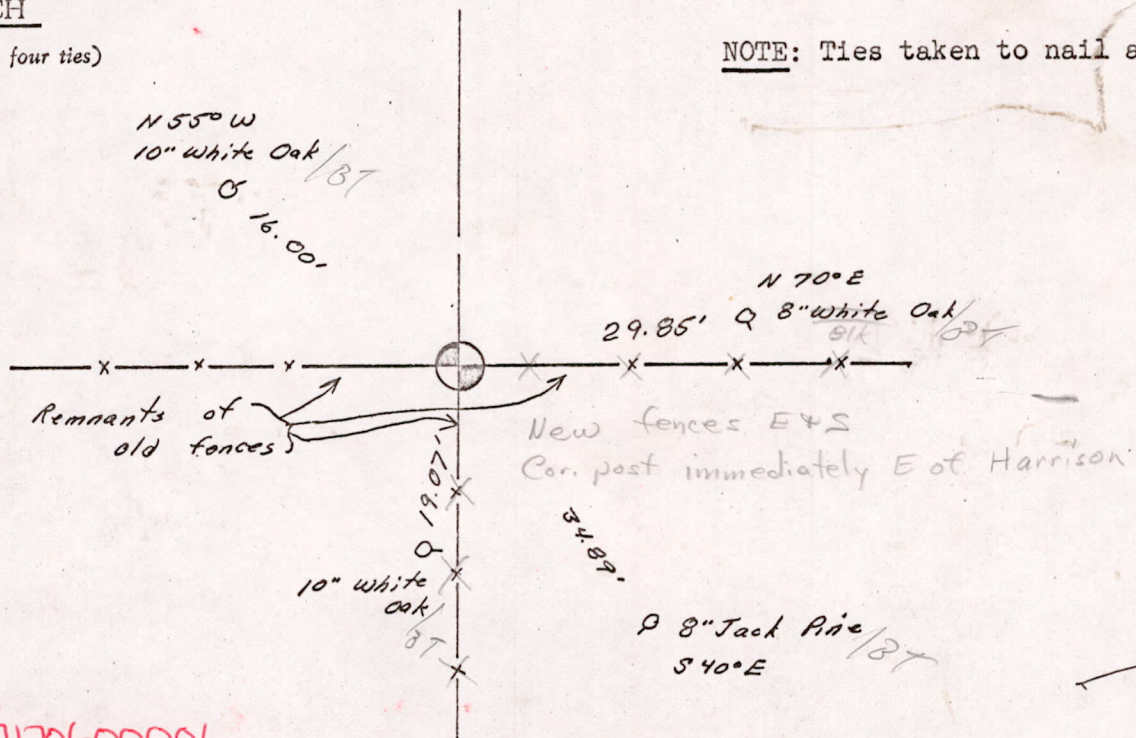 CH
four ties)
NOTE: Ties taken to nail a
N 55° W
10" White Oak/BT
16.00'
N 70° E
8" White Oak/BT
Blk
29.85'
Remnants of
old fences
New fences E & S
Cor. post immediately E of Harrison
19.07'
34.89'
10" White
Oak/
BT
8" Jack Pine/BT
S 40° E